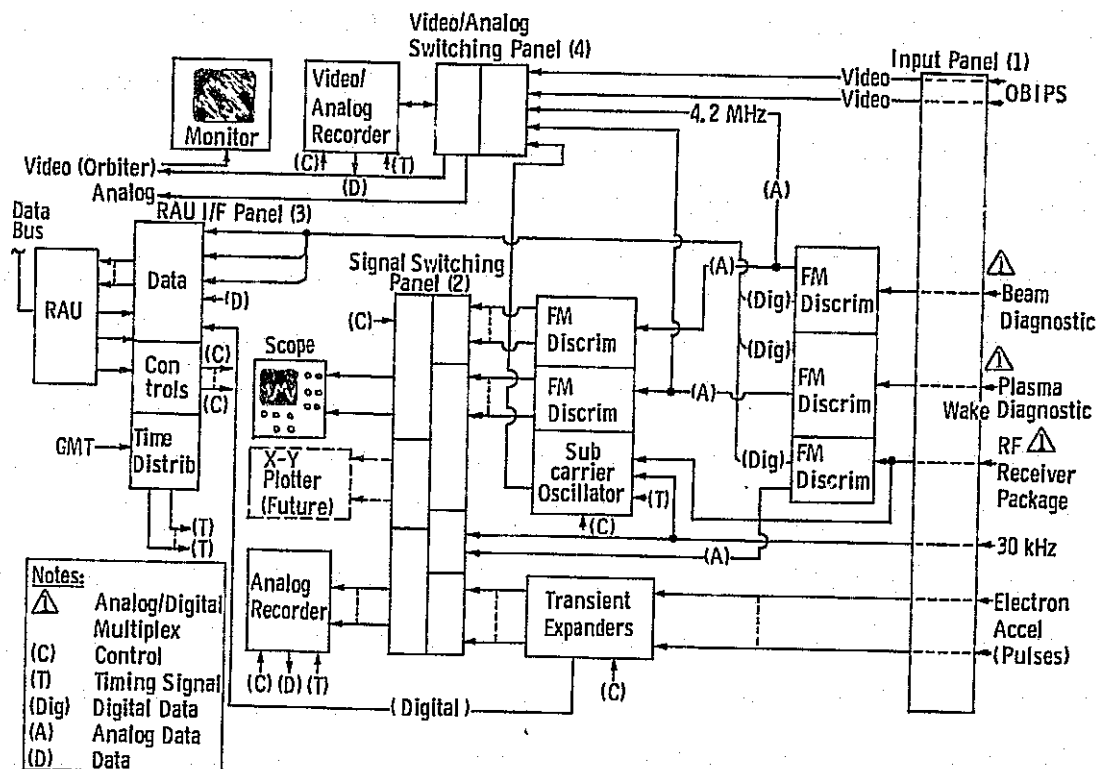 Video/Analog
Switching Panel (4)
Input Panel (1)
Video
Video
OBIPS
4.2 MHz
Video/
Analog
Recorder
Monitor
(C)
(T)
(D)
Video (Orbiter)
Analog
RAU I/F Panel (3)
Data
Bus
RAU
Data
(D)
Con
trols
(C)
(C)
GMT
Time
Distrib
(T)
(T)
Signal Switching
Panel (2)
(C)
Scope
X-Y
Plotter
(Future)
Analog
Recorder
(C)
(D)
(T)
FM
Discrim
FM
Discrim
Sub
carrier
Oscillator
(T)
(C)
(A)
(A)
(A)
(A)
(Dig)
(Dig)
(Dig)
FM
Discrim
FM
Discrim
FM
Discrim
1
Beam
Diagnostic
1
Plasma
Wake Diagnostic
RF 1
Receiver
Package
30 kHz
Electron
Accel
(Pulses)
Transient
Expanders
(C)
(Digital)
Notes:
1 Analog/Digital
Multiplex
(C) Control
(T) Timing Signal
(Dig) Digital Data
(A) Analog Data
(D) Data